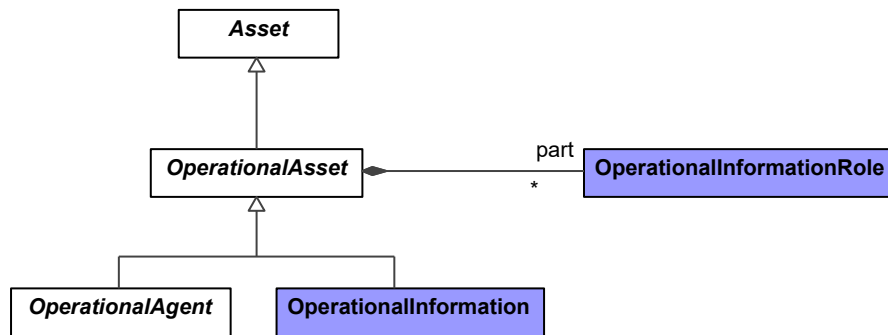 Asset
OperationalAsset
part
*
OperationalInformationRole
OperationalAgent
OperationalInformation